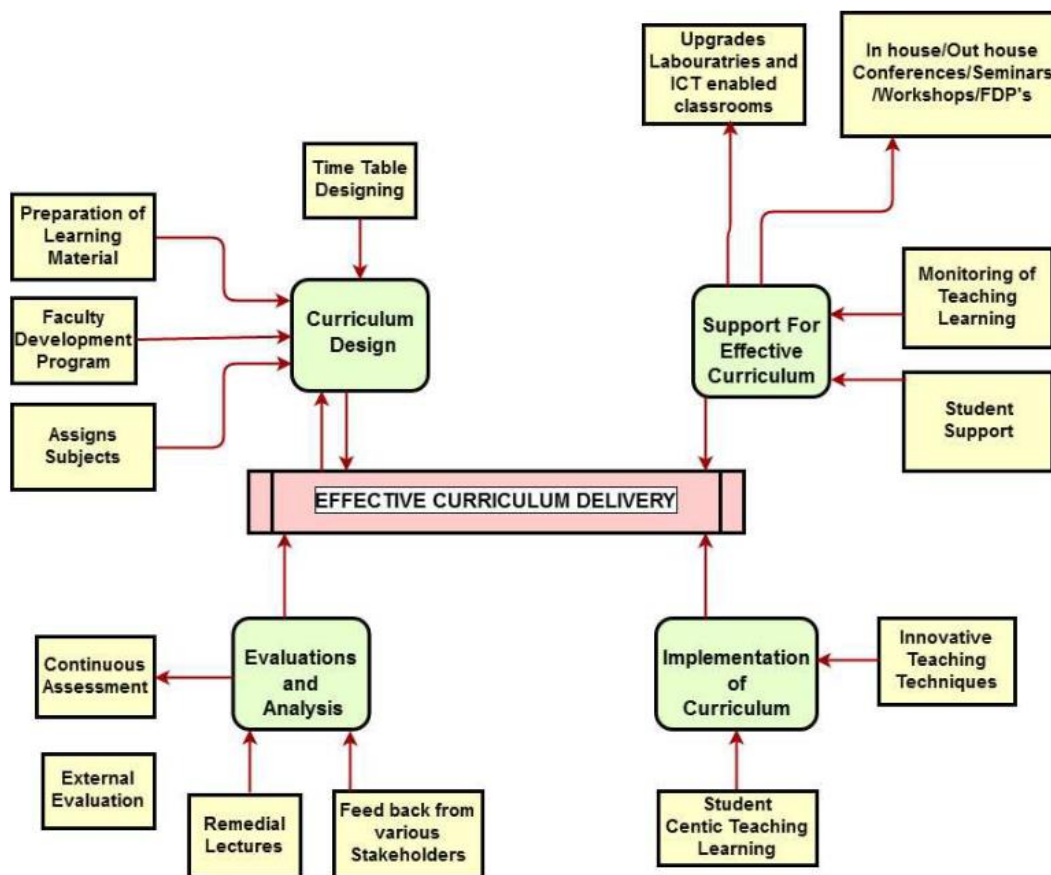 Upgrades
Labouratries and
ICT enabled
classrooms
In house/Out house
Conferences/Seminars
/Workshops/FDP's
Time Table
Designing
Preparation of
Learning
Material
Faculty
Development
Program
Assigns
Subjects
Curriculum
Design
Support For
Effective
Curriculum
Monitoring of
Teaching
Learning
Student
Support
EFFECTIVE CURRICULUM DELIVERY
Continuous
Assessment
Evaluations
and
Analysis
External
Evaluation
Remedial
Lectures
Feed back from
various
Stakeholders
Implementation
of
Curriculum
Innovative
Teaching
Techniques
Student
Centic Teaching
Learning